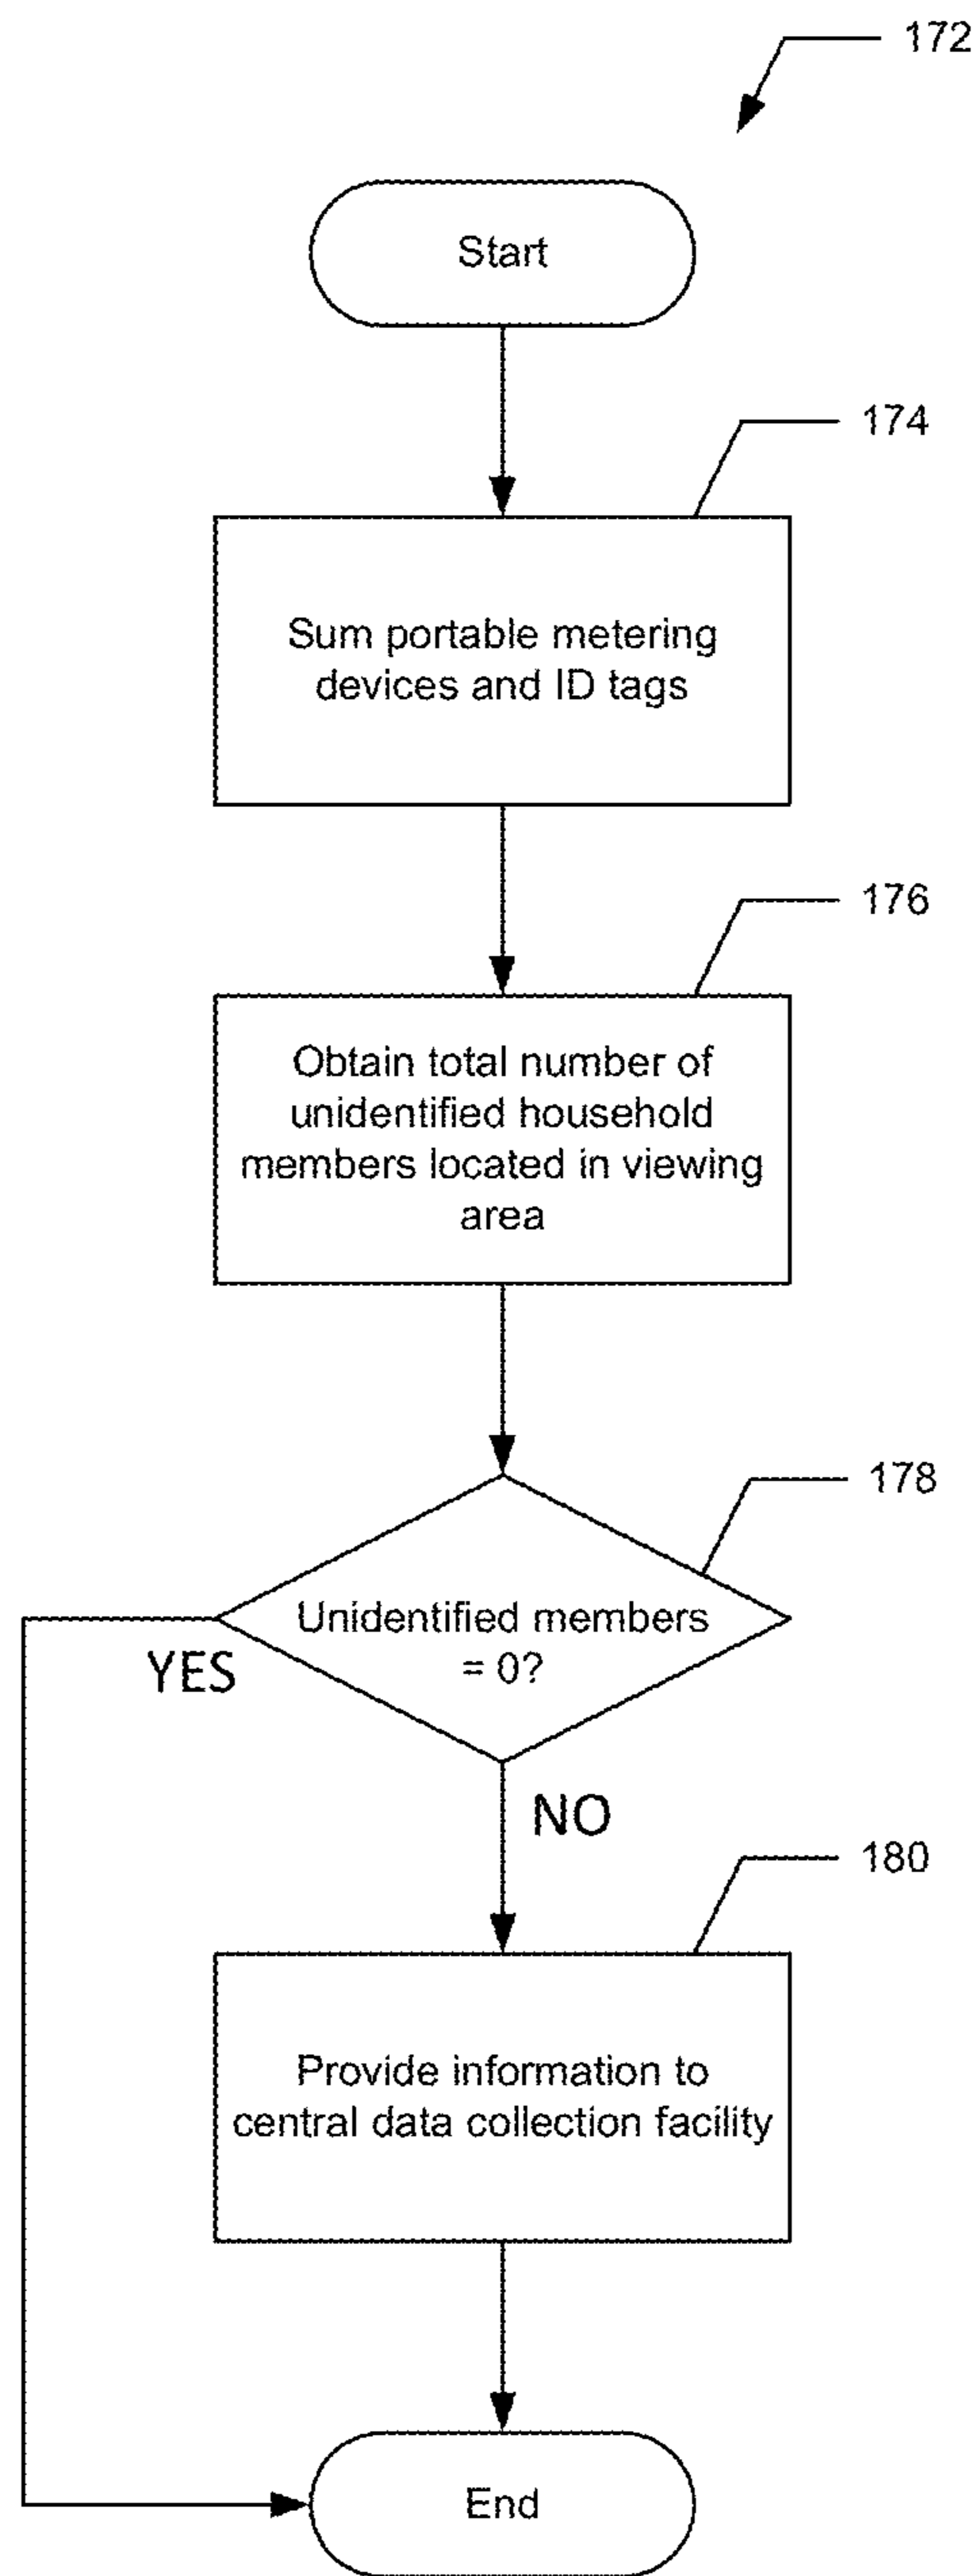 172
Start
174
Sum portable metering
devices and ID tags
176
Obtain total number of
unidentified household
members located in viewing
area
178
Unidentified members
= 0?
YES
NO
180
Provide information to
central data collection facility
End